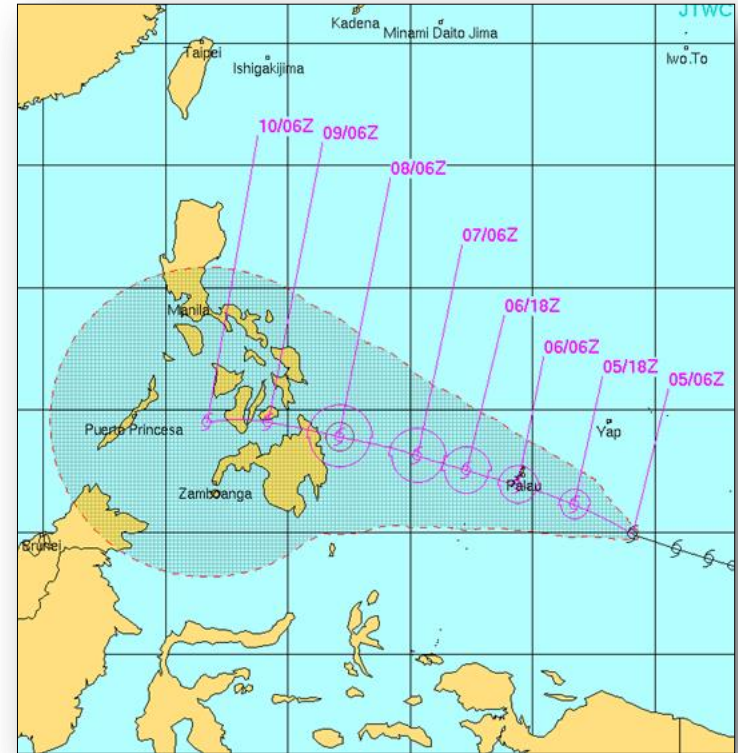 JTWC
Kadena
Minami Daito Jima
Taipei
Ishigakijima
Iwo To
10/06Z
09/06Z
08/06Z
07/06Z
06/18Z
06/06Z
05/18Z
05/06Z
Manila
Yap
Puerto Princesa
Palau
Zamboanga
Brunei